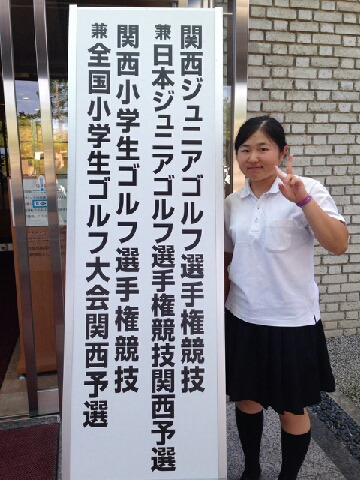 関西ジュニアゴルフ選手権競技
兼 日本ジュニアゴルフ選手権競技関西予選
関西小学生ゴルフ選手権競技
兼 全国小学生ゴルフ大会関西予選